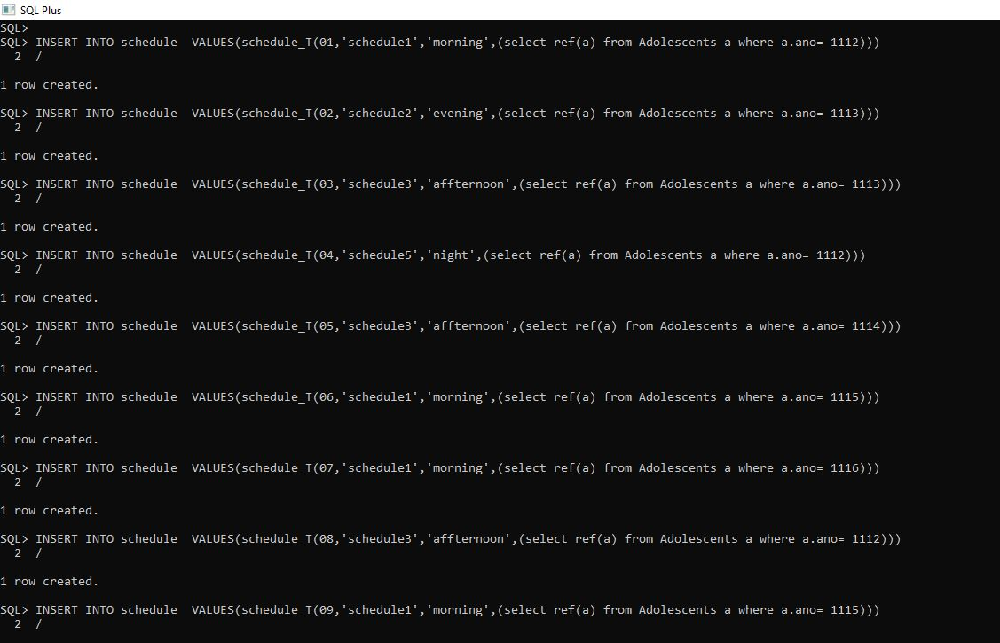 SQL Plus
SQL>
SQL> INSERT INTO schedule  VALUES(schedule_T(01,'schedule1','morning',(select ref(a) from Adolescents a where a.ano= 1112)))
  2  /
1 row created.
SQL> INSERT INTO schedule  VALUES(schedule_T(02,'schedule2','evening',(select ref(a) from Adolescents a where a.ano= 1113)))
  2  /
1 row created.
SQL> INSERT INTO schedule  VALUES(schedule_T(03,'schedule3','affternoon',(select ref(a) from Adolescents a where a.ano= 1113)))
  2  /
1 row created.
SQL> INSERT INTO schedule  VALUES(schedule_T(04,'schedule5','night',(select ref(a) from Adolescents a where a.ano= 1112)))
  2  /
1 row created.
SQL> INSERT INTO schedule  VALUES(schedule_T(05,'schedule3','affternoon',(select ref(a) from Adolescents a where a.ano= 1114)))
  2  /
1 row created.
SQL> INSERT INTO schedule  VALUES(schedule_T(06,'schedule1','morning',(select ref(a) from Adolescents a where a.ano= 1115)))
  2  /
1 row created.
SQL> INSERT INTO schedule  VALUES(schedule_T(07,'schedule1','morning',(select ref(a) from Adolescents a where a.ano= 1116)))
  2  /
1 row created.
SQL> INSERT INTO schedule  VALUES(schedule_T(08,'schedule3','affternoon',(select ref(a) from Adolescents a where a.ano= 1112)))
  2  /
1 row created.
SQL> INSERT INTO schedule  VALUES(schedule_T(09,'schedule1','morning',(select ref(a) from Adolescents a where a.ano= 1115)))
  2  /